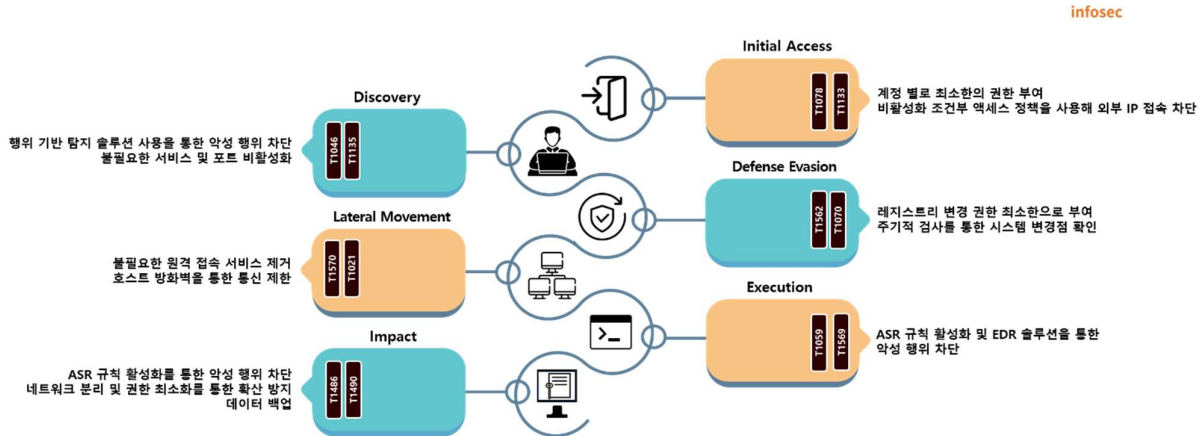 infosec
Initial Access
T1078
T1133
계정 별로 최소한의 권한 부여
비활성화 조건부 액세스 정책을 사용해 외부 IP 접속 차단
Discovery
T1046
T1135
행위 기반 탐지 솔루션 사용을 통한 악성 행위 차단
불필요한 서비스 및 포트 비활성화
Defense Evasion
T1562
T1070
레지스트리 변경 권한 최소한으로 부여
주기적 검사를 통한 시스템 변경점 확인
Lateral Movement
T1570
T1021
불필요한 원격 접속 서비스 제거
호스트 방화벽을 통한 통신 제한
Execution
T1059
T1569
ASR 규칙 활성화 및 EDR 솔루션을 통한
악성 행위 차단
Impact
T1486
T1490
ASR 규칙 활성화를 통한 악성 행위 차단
네트워크 분리 및 권한 최소화를 통한 확산 방지
데이터 백업